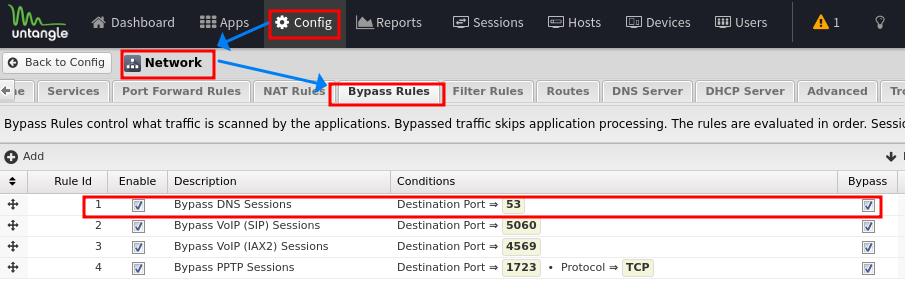 untangle Dashboard Apps Config Reports Sessions Hosts Devices Users 1
Back to Config Network
Services Port Forward Rules NAT Rules Bypass Rules Filter Rules Routes DNS Server DHCP Server Advanced
Bypass Rules control what traffic is scanned by the applications. Bypassed traffic skips application processing. The rules are evaluated in order. Sessi
Add
Rule Id Enable Description Conditions Bypass
1 Bypass DNS Sessions Destination Port ⇒ 53
2 Bypass VoIP (SIP) Sessions Destination Port ⇒ 5060
3 Bypass VoIP (IAX2) Sessions Destination Port ⇒ 4569
4 Bypass PPTP Sessions Destination Port ⇒ 1723 • Protocol ⇒ TCP